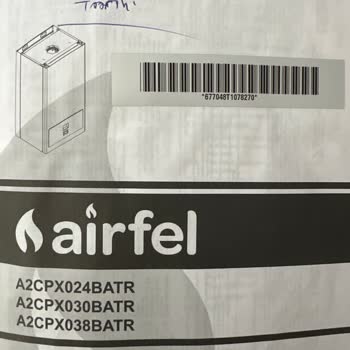 *677048T1078270*
airfel
A2CPX024BATR
A2CPX030BATR
A2CPX038BATR